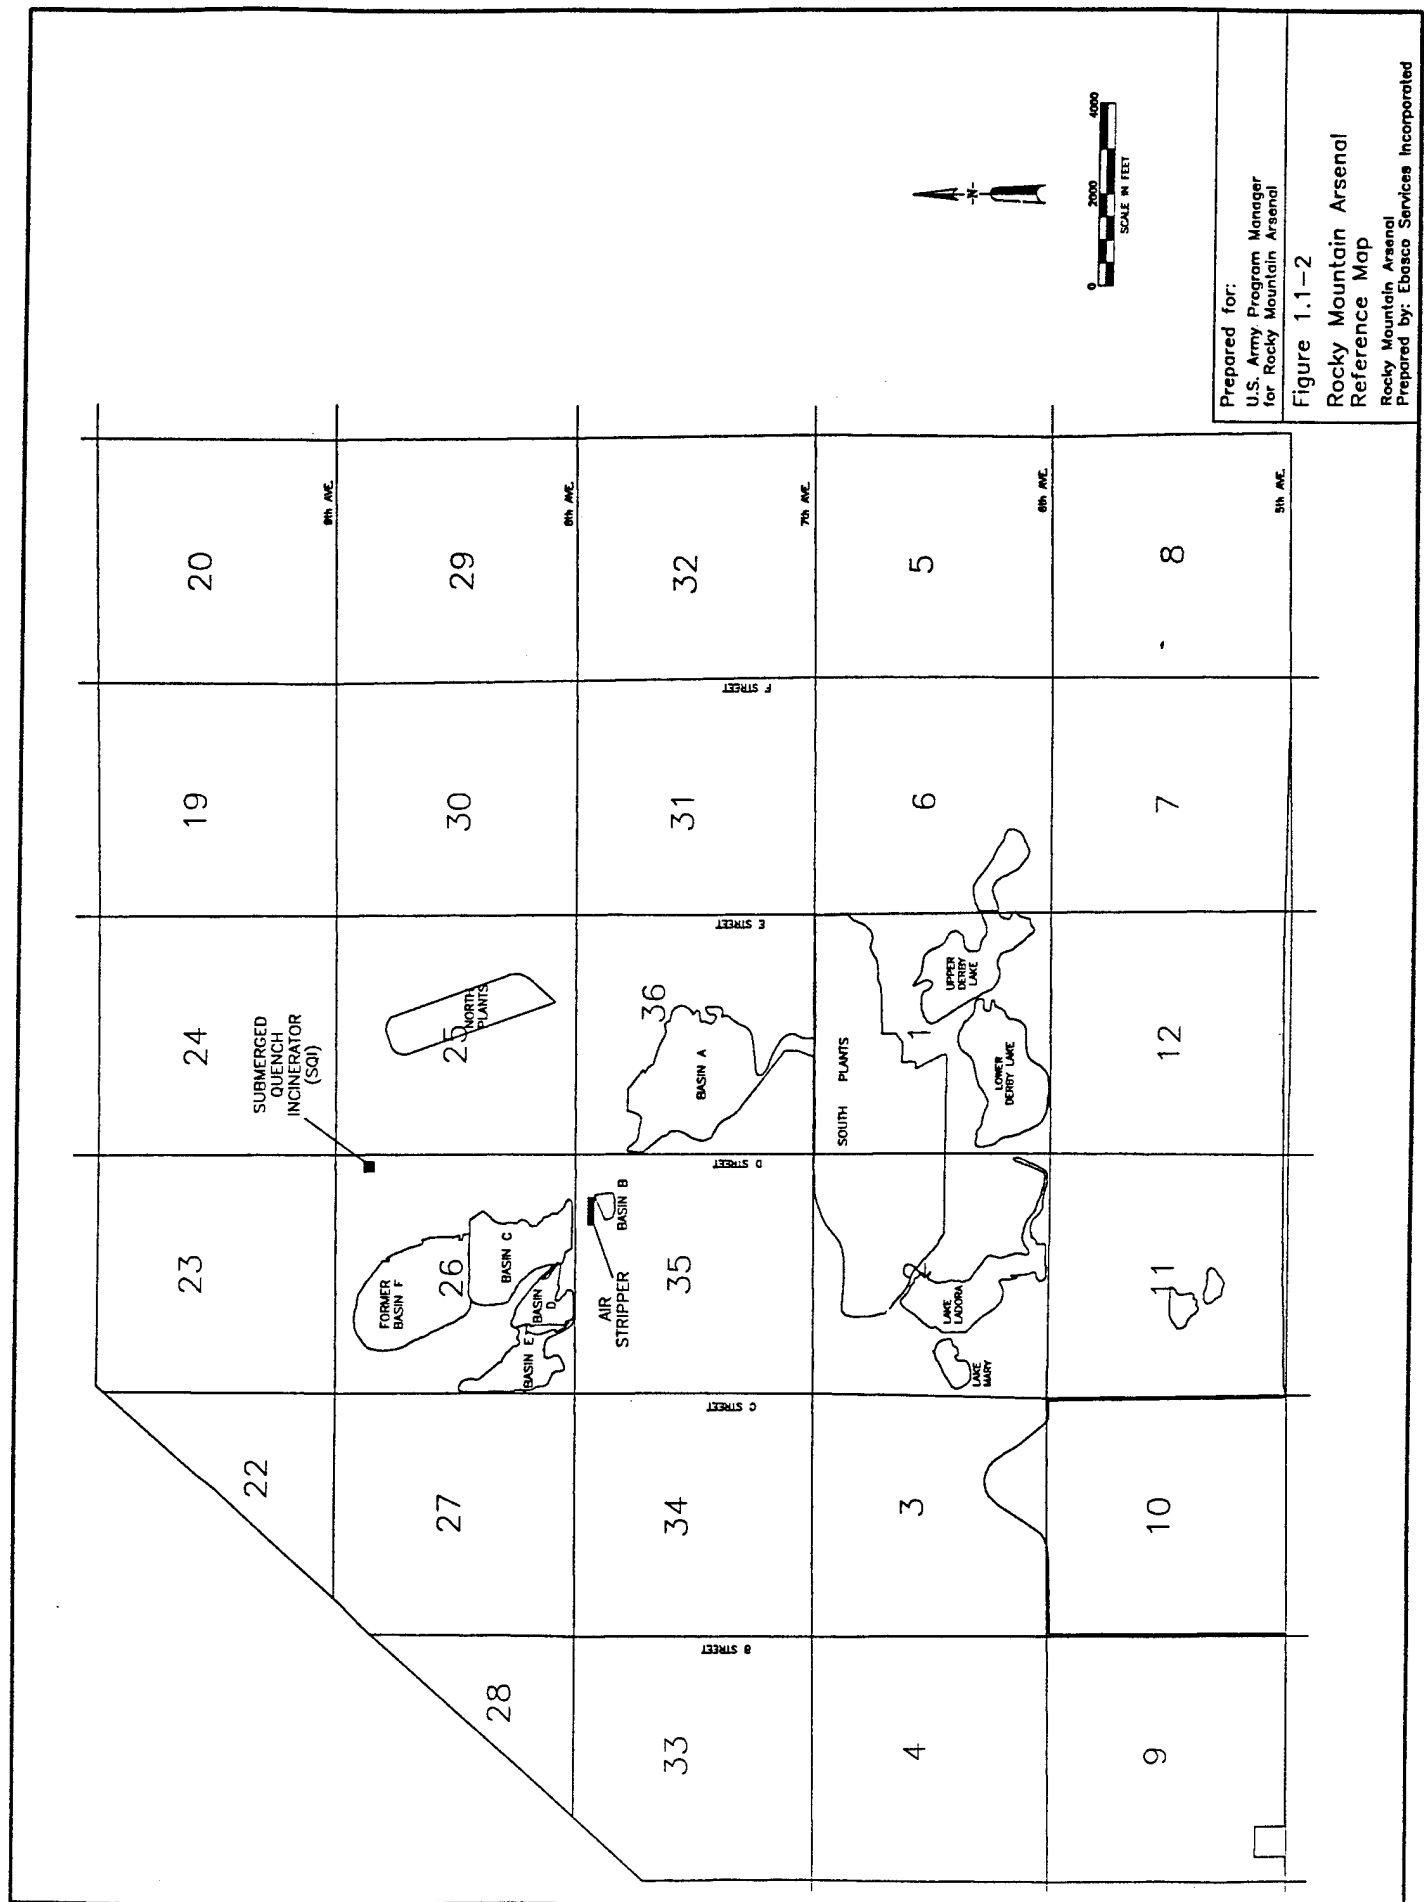 23
24
19
20
22
SUBMERGED
QUENCH
INCINERATOR
(SQI)
9th AVE.
28
27
FORMER
BASIN F
26
BASIN C
BASIN
D
BASIN E
25
NORTH
PLANTS
30
29
8th AVE.
AIR
STRIPPER
BASIN B
33
34
35
36
BASIN A
31
32
B STREET
C STREET
D STREET
E STREET
F STREET
7th AVE.
SOUTH PLANTS
4
3
1
6
5
LAKE
LADORA
LAKE
MARY
UPPER
DERBY
LAKE
LOWER
DERBY LAKE
6th AVE.
9
10
11
12
7
8
5th AVE.
-N-
0 2000 4000
SCALE IN FEET
Prepared for:
U.S. Army Program Manager
for Rocky Mountain Arsenal
Figure 1.1-2
Rocky Mountain Arsenal
Reference Map
Rocky Mountain Arsenal
Prepared by: Ebasco Services Incorporated